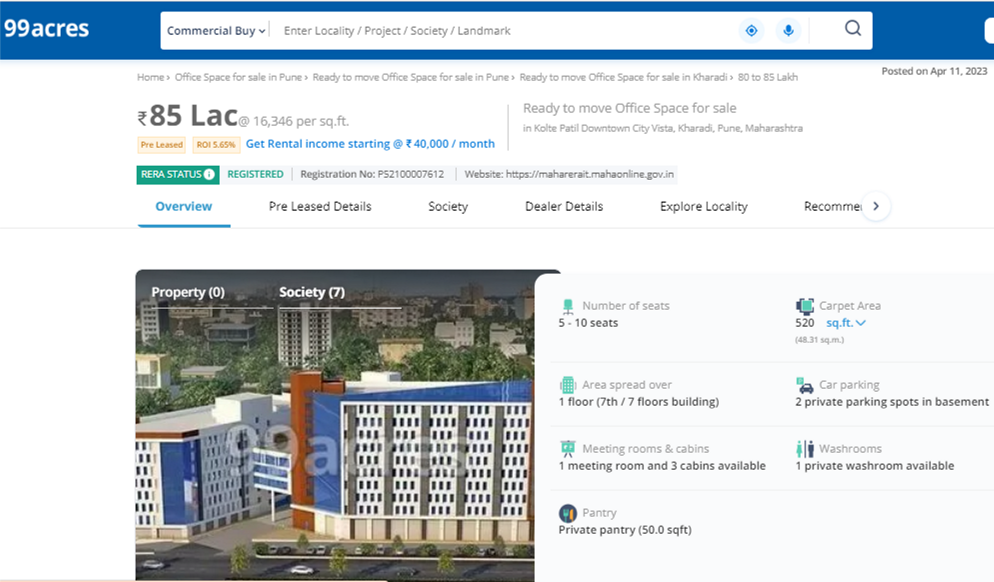 99acres
Commercial Buy
Enter Locality / Project / Society / Landmark
Home › Office Space for sale in Pune › Ready to move Office Space for sale in Pune › Ready to move Office Space for sale in Kharadi › 80 to 85 Lakh
Posted on Apr 11, 2023
₹85 Lac@ 16,346 per sq.ft.
Ready to move Office Space for sale
in Kolte Patil Downtown City Vista, Kharadi, Pune, Maharashtra
Pre Leased ROI 5.65% Get Rental income starting @ ₹ 40,000 / month
RERA STATUS i REGISTERED Registration No: P52100007612 Website: https://maharerait.mahaonline.gov.in
Overview Pre Leased Details Society Dealer Details Explore Locality Recomme
Property (0) Society (7)
99acres
Number of seats
5 - 10 seats
Carpet Area
520 sq.ft.
(48.31 sq.m.)
Area spread over
1 floor (7th / 7 floors building)
Car parking
2 private parking spots in basement
Meeting rooms & cabins
1 meeting room and 3 cabins available
Washrooms
1 private washroom available
Pantry
Private pantry (50.0 sqft)